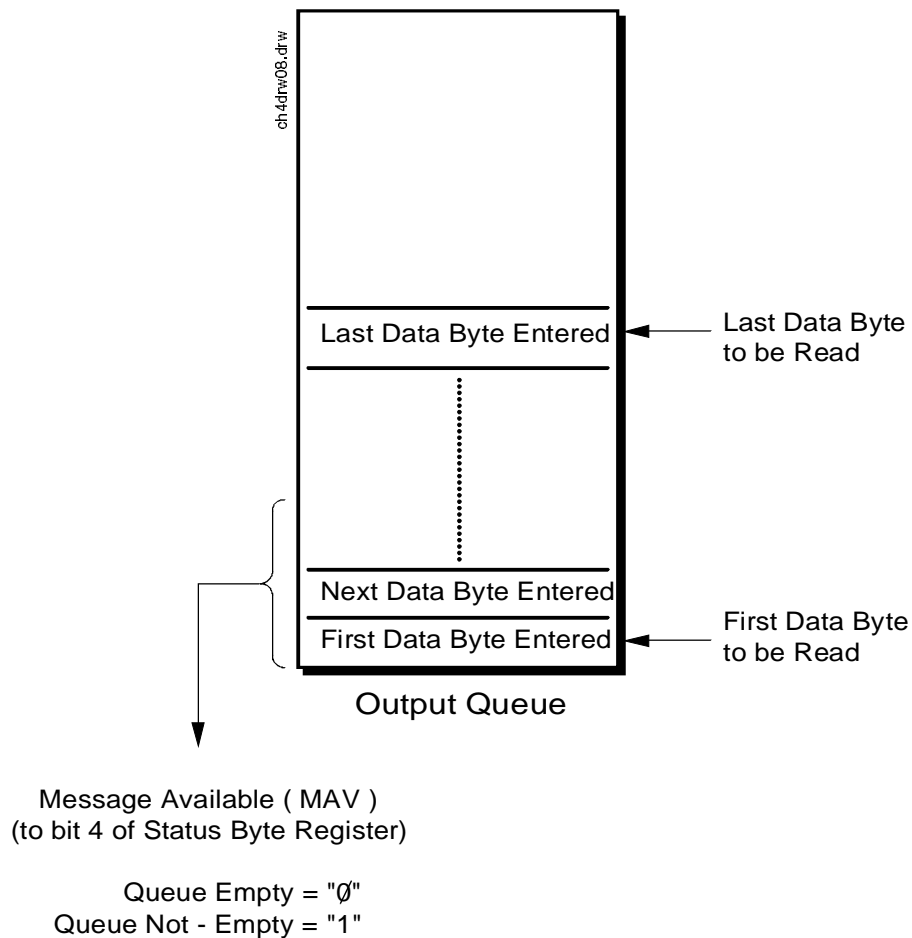 ch4drw08.drw
Last Data Byte Entered
Last Data Byte
to be Read
Next Data Byte Entered
First Data Byte Entered
First Data Byte
to be Read
Output Queue
Message Available ( MAV )
(to bit 4 of Status Byte Register)
Queue Empty = "0̸"
Queue Not - Empty = "1"